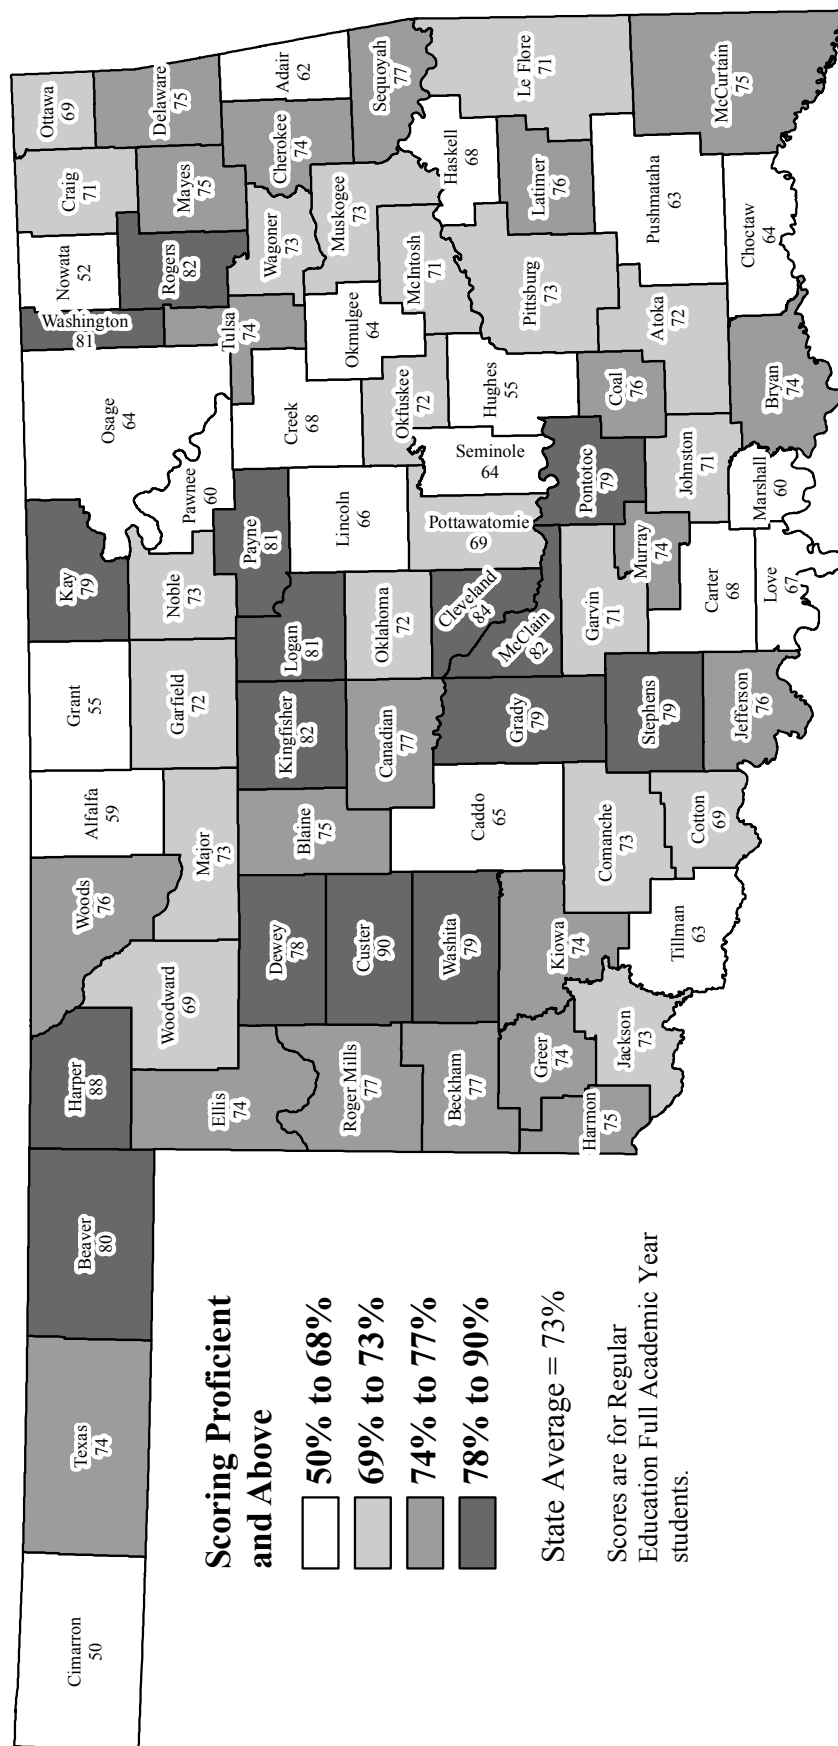 Cimarron
50
Texas
74
Beaver
80
Harper
88
Ellis
74
Woodward
69
Woods
76
Alfalfa
59
Major
73
Grant
55
Garfield
72
Kay
79
Noble
73
Osage
64
Pawnee
60
Washington
81
Nowata
52
Rogers
82
Craig
71
Mayes
75
Ottawa
69
Delaware
75
Adair
62
Cherokee
74
Wagoner
73
Tulsa
74
Creek
68
Payne
81
Lincoln
66
Logan
81
Kingfisher
82
Blaine
75
Dewey
78
Custer
90
Roger Mills
77
Beckham
77
Washita
79
Caddo
65
Canadian
77
Oklahoma
72
Cleveland
84
McClain
82
Grady
79
Pottawatomie
69
Seminole
64
Okfuskee
72
Okmulgee
64
Muskogee
73
McIntosh
71
Sequoyah
77
Haskell
68
Le Flore
71
Latimer
76
Pittsburg
73
Hughes
55
Pontotoc
79
Coal
76
Atoka
72
Pushmataha
63
McCurtain
75
Choctaw
64
Bryan
74
Johnston
71
Marshall
60
Murray
74
Garvin
71
Carter
68
Love
67
Stephens
79
Jefferson
76
Comanche
73
Cotton
69
Tillman
63
Kiowa
74
Greer
74
Jackson
73
Harmon
75
Scoring Proficient
and Above
50% to 68%
69% to 73%
74% to 77%
78% to 90%
State Average = 73%
Scores are for Regular
Education Full Academic Year
students.